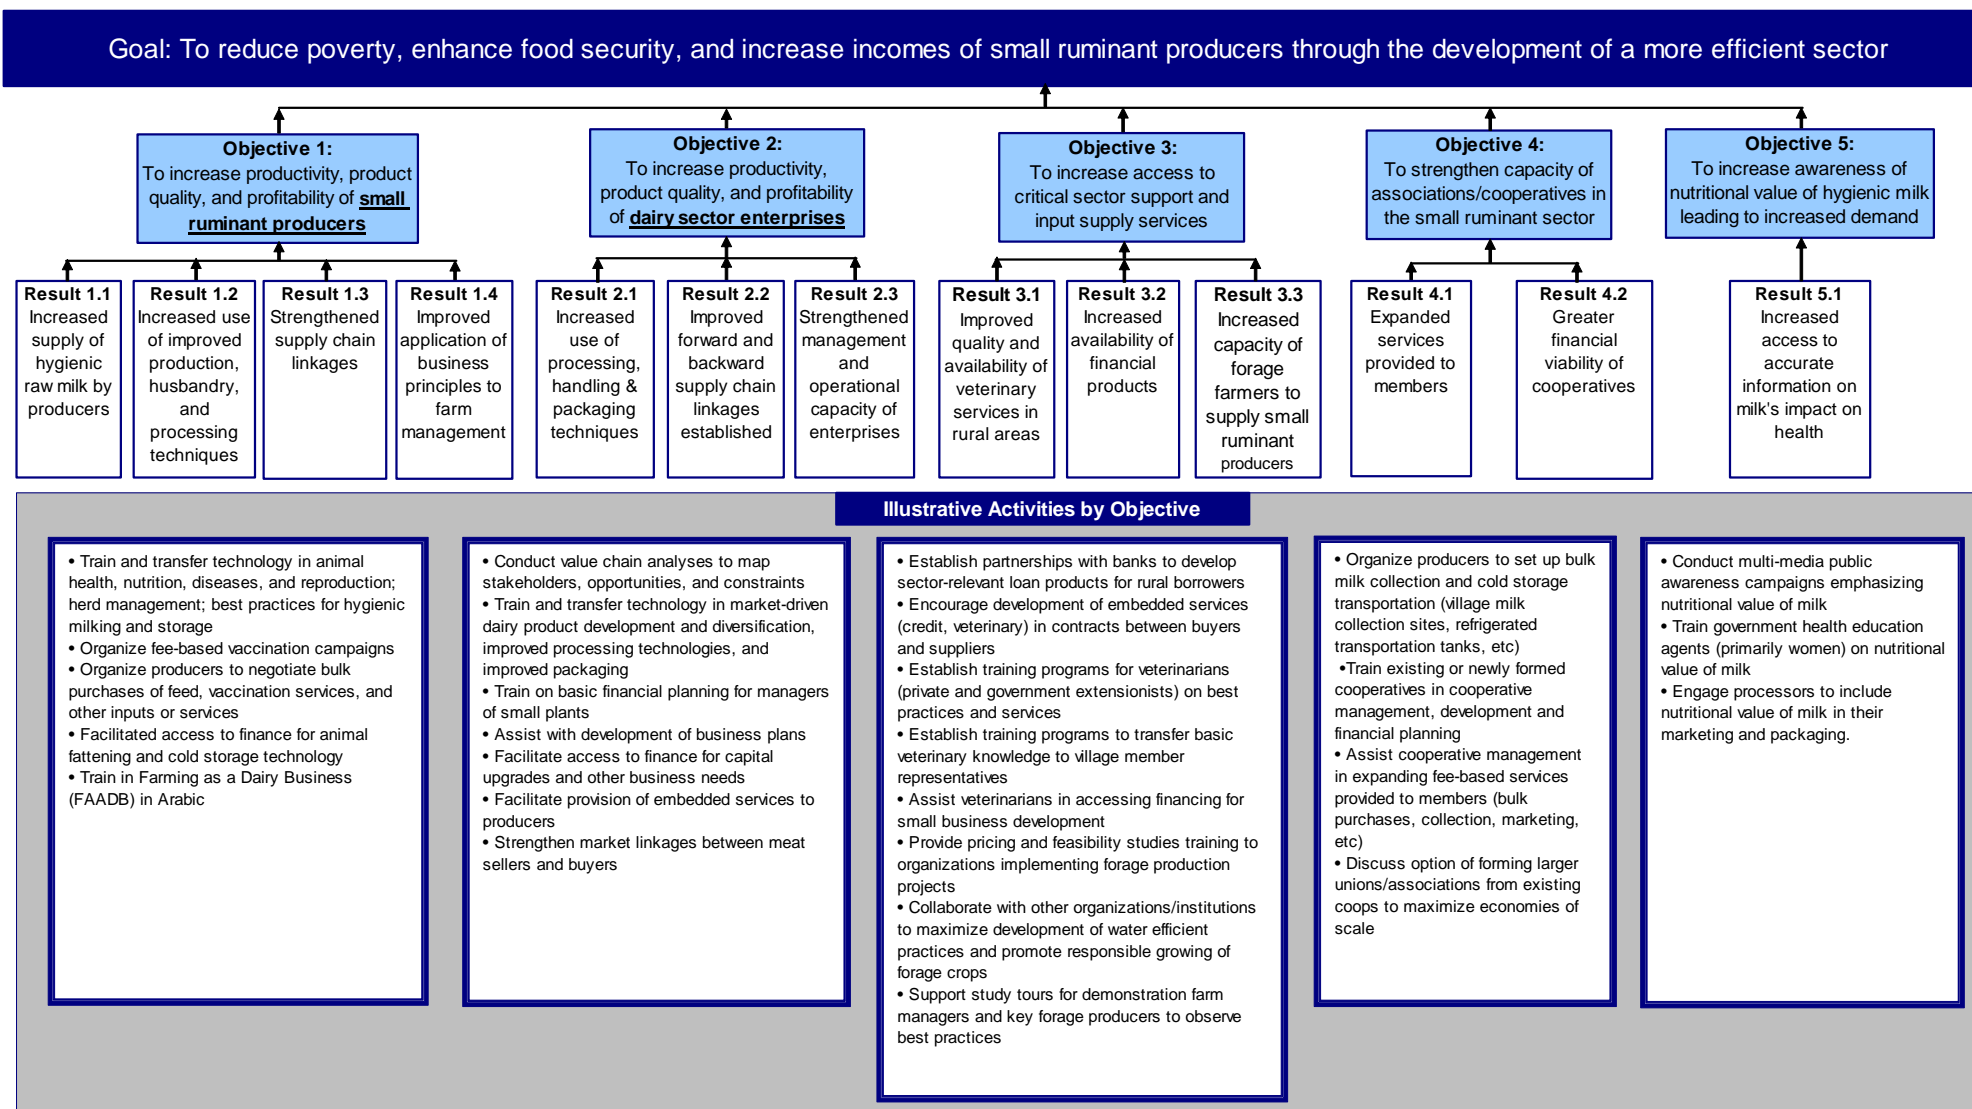 Goal: To reduce poverty, enhance food security, and increase incomes of small ruminant producers through the development of a more efficient sector
Objective 1:
To increase productivity, product
quality, and profitability of small
ruminant producers
Objective 2:
To increase productivity,
product quality, and profitability
of dairy sector enterprises
Objective 3:
To increase access to
critical sector support and
input supply services
Objective 4:
To strengthen capacity of
associations/cooperatives in
the small ruminant sector
Objective 5:
To increase awareness of
nutritional value of hygienic milk
leading to increased demand
Result 1.1
Increased
supply of
hygienic
raw milk by
producers
Result 1.2
Increased use
of improved
production,
husbandry,
and
processing
techniques
Result 1.3
Strengthened
supply chain
linkages
Result 1.4
Improved
application of
business
principles to
farm
management
Result 2.1
Increased
use of
processing,
handling &
packaging
techniques
Result 2.2
Improved
forward and
backward
supply chain
linkages
established
Result 2.3
Strengthened
management
and
operational
capacity of
enterprises
Result 3.1
Improved
quality and
availability of
veterinary
services in
rural areas
Result 3.2
Increased
availability of
financial
products
Result 3.3
Increased
capacity of
forage
farmers to
supply small
ruminant
producers
Result 4.1
Expanded
services
provided to
members
Result 4.2
Greater
financial
viability of
cooperatives
Result 5.1
Increased
access to
accurate
information on
milk's impact on
health
Illustrative Activities by Objective
• Train and transfer technology in animal
health, nutrition, diseases, and reproduction;
herd management; best practices for hygienic
milking and storage
• Organize fee-based vaccination campaigns
• Organize producers to negotiate bulk
purchases of feed, vaccination services, and
other inputs or services
• Facilitated access to finance for animal
fattening and cold storage technology
• Train in Farming as a Dairy Business
(FAADB) in Arabic
• Conduct value chain analyses to map
stakeholders, opportunities, and constraints
• Train and transfer technology in market-driven
dairy product development and diversification,
improved processing technologies, and
improved packaging
• Train on basic financial planning for managers
of small plants
• Assist with development of business plans
• Facilitate access to finance for capital
upgrades and other business needs
• Facilitate provision of embedded services to
producers
• Strengthen market linkages between meat
sellers and buyers
• Establish partnerships with banks to develop
sector-relevant loan products for rural borrowers
• Encourage development of embedded services
(credit, veterinary) in contracts between buyers
and suppliers
• Establish training programs for veterinarians
(private and government extensionists) on best
practices and services
• Establish training programs to transfer basic
veterinary knowledge to village member
representatives
• Assist veterinarians in accessing financing for
small business development
• Provide pricing and feasibility studies training to
organizations implementing forage production
projects
• Collaborate with other organizations/institutions
to maximize development of water efficient
practices and promote responsible growing of
forage crops
• Support study tours for demonstration farm
managers and key forage producers to observe
best practices
• Organize producers to set up bulk
milk collection and cold storage
transportation (village milk
collection sites, refrigerated
transportation tanks, etc)
•Train existing or newly formed
cooperatives in cooperative
management, development and
financial planning
• Assist cooperative management
in expanding fee-based services
provided to members (bulk
purchases, collection, marketing,
etc)
• Discuss option of forming larger
unions/associations from existing
coops to maximize economies of
scale
• Conduct multi-media public
awareness campaigns emphasizing
nutritional value of milk
• Train government health education
agents (primarily women) on nutritional
value of milk
• Engage processors to include
nutritional value of milk in their
marketing and packaging.